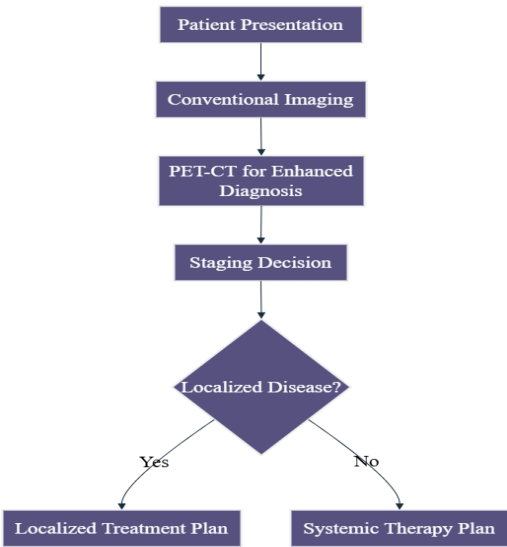 Patient Presentation
Conventional Imaging
PET-CT for Enhanced
Diagnosis
Staging Decision
Localized Disease?
Yes
No
Localized Treatment Plan
Systemic Therapy Plan